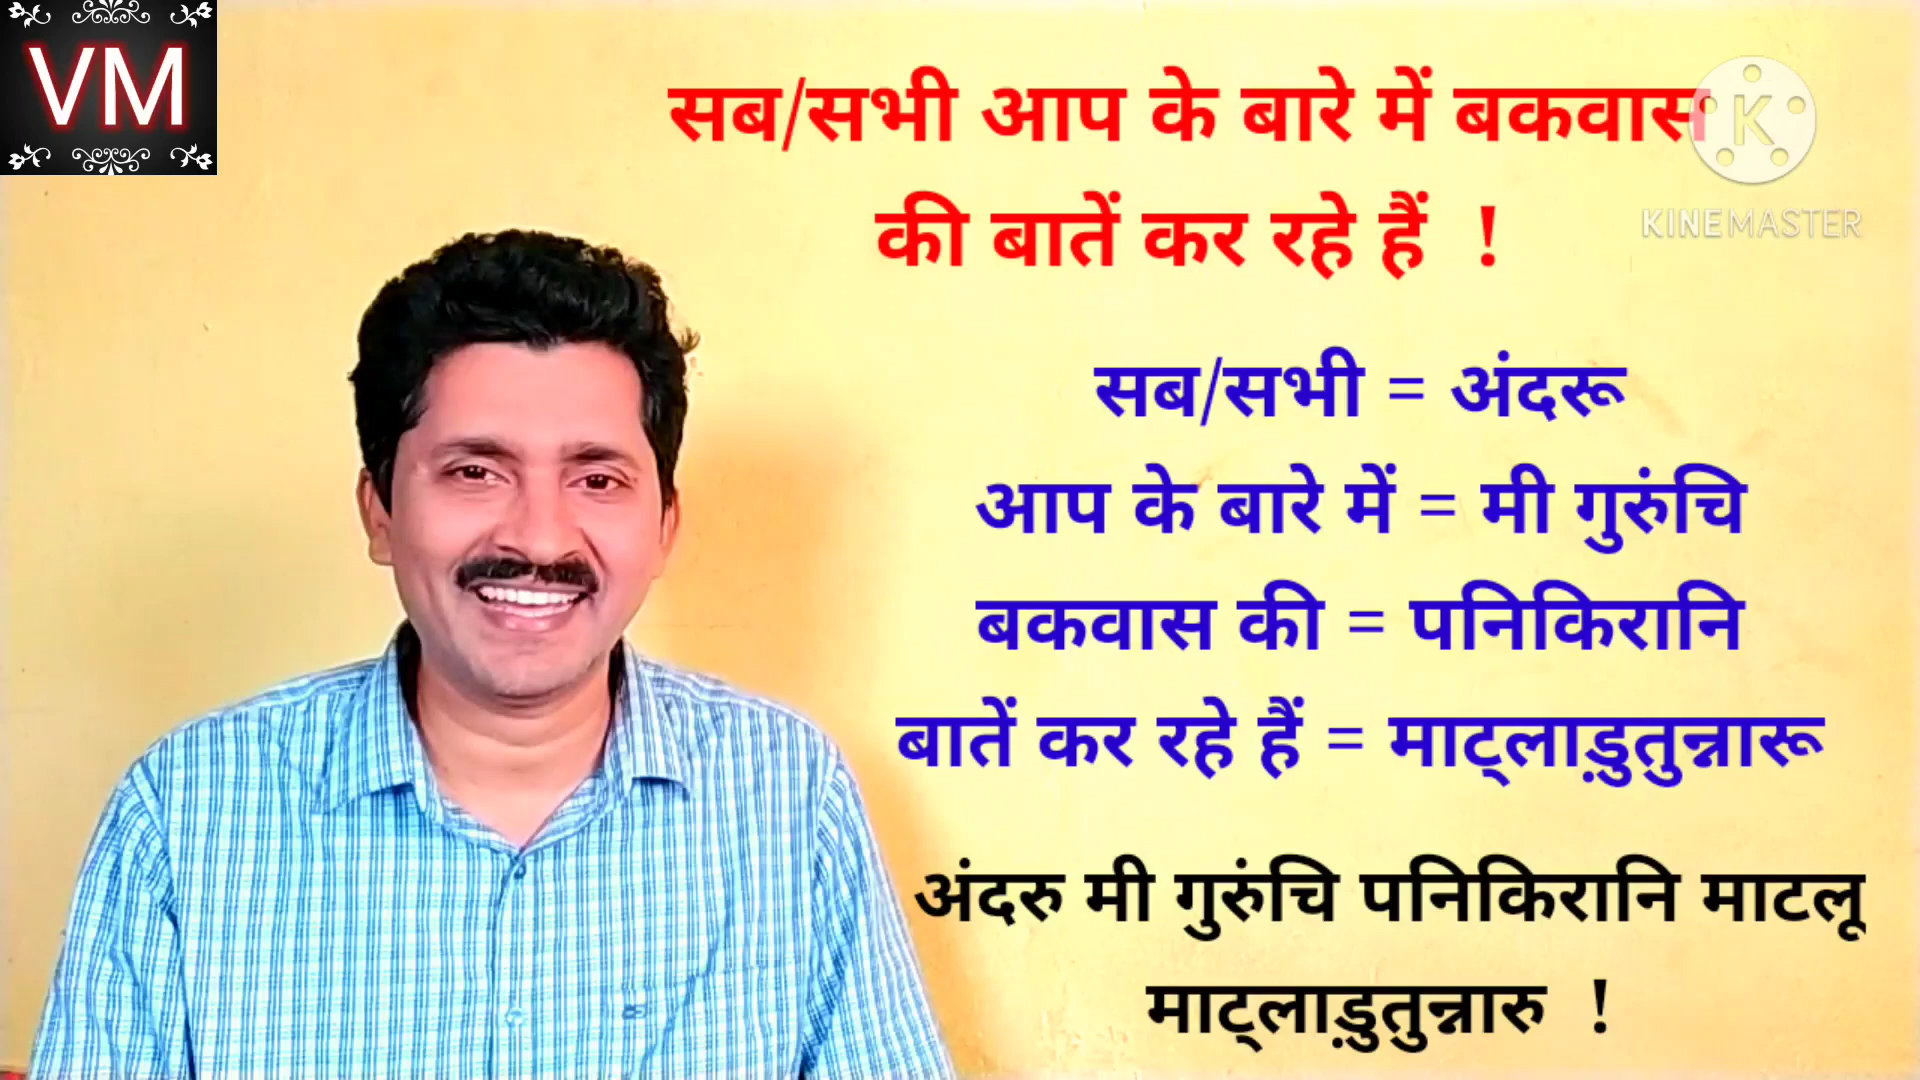 VM
सब/सभी आप के बारे में बकवास
की बातें कर रहे हैं !
K
KINEMASTER
सब/सभी = अंदरू
आप के बारे में = मी गुरुंचि
बकवास की = पनिकिरानि
बातें कर रहे हैं = माट्लाड़ुतुन्नारू
अंदरु मी गुरुंचि पनिकिरानि माटलू
माट्लाड़ुतुन्नारु !